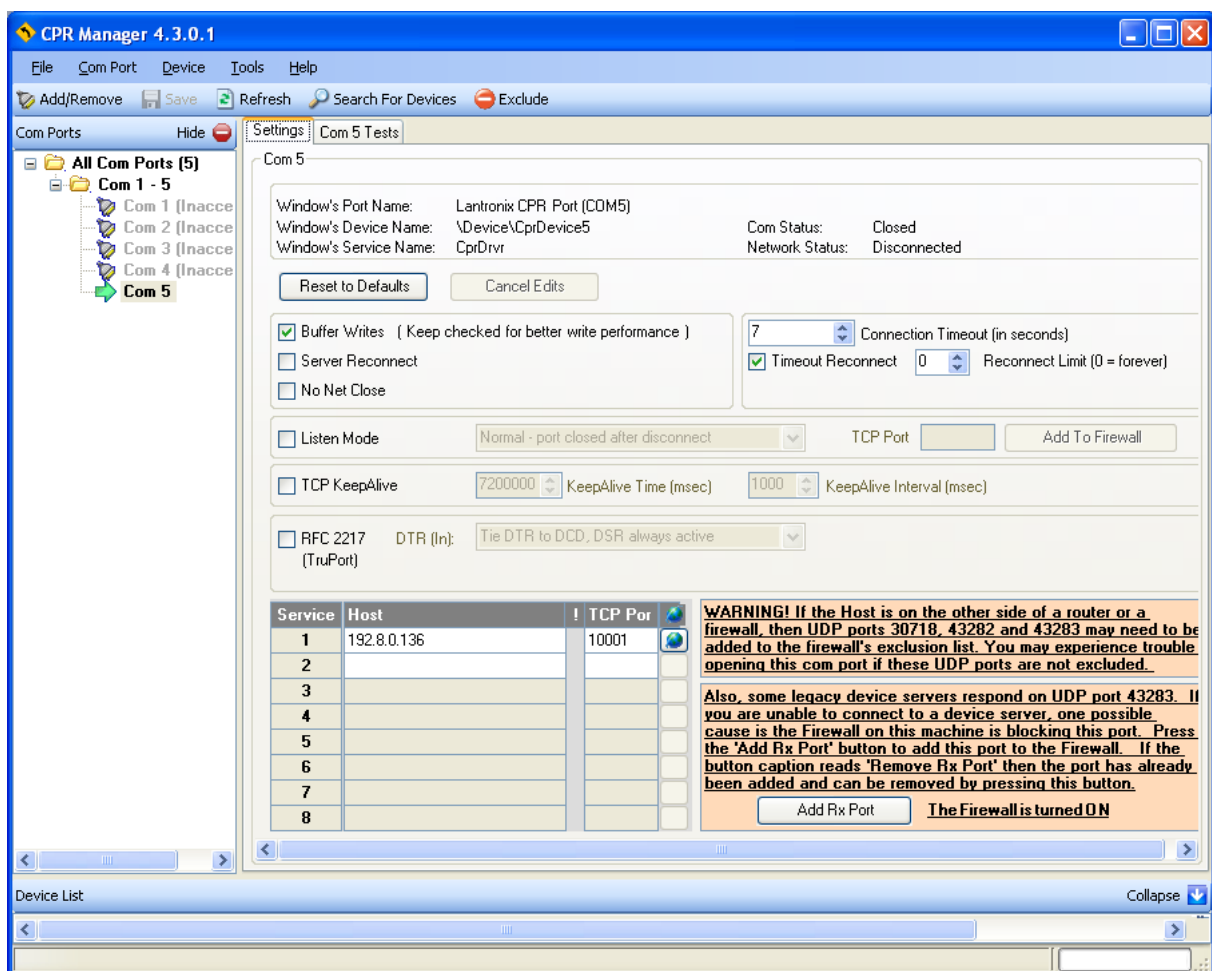 CPR Manager 4.3.0.1
File Com Port Device Tools Help
Add/Remove Save Refresh Search For Devices Exclude
Com Ports Hide
All Com Ports (5)
Com 1 - 5
Com 1 (Inacce
Com 2 (Inacce
Com 3 (Inacce
Com 4 (Inacce
Com 5
Settings Com 5 Tests
Com 5
Window's Port Name: Lantronix CPR Port (COM5)
Window's Device Name: \Device\CprDevice5 Com Status: Closed
Window's Service Name: CprDrvr Network Status: Disconnected
Reset to Defaults Cancel Edits
Buffer Writes ( Keep checked for better write performance )
Server Reconnect
No Net Close
7 Connection Timeout (in seconds)
Timeout Reconnect 0 Reconnect Limit (0 = forever)
Listen Mode Normal - port closed after disconnect TCP Port Add To Firewall
TCP KeepAlive 7200000 KeepAlive Time (msec) 1000 KeepAlive Interval (msec)
RFC 2217 DTR (In): Tie DTR to DCD, DSR always active
(TruPort)
Service Host ! TCP Por
1 192.8.0.136 10001
2
3
4
5
6
7
8
WARNING! If the Host is on the other side of a router or a
firewall, then UDP ports 30718, 43282 and 43283 may need to be
added to the firewall's exclusion list. You may experience trouble
opening this com port if these UDP ports are not excluded.
Also, some legacy device servers respond on UDP port 43283. If
you are unable to connect to a device server, one possible
cause is the Firewall on this machine is blocking this port. Press
the 'Add Rx Port' button to add this port to the Firewall. If the
button caption reads 'Remove Rx Port' then the port has already
been added and can be removed by pressing this button.
Add Rx Port The Firewall is turned ON
Device List Collapse